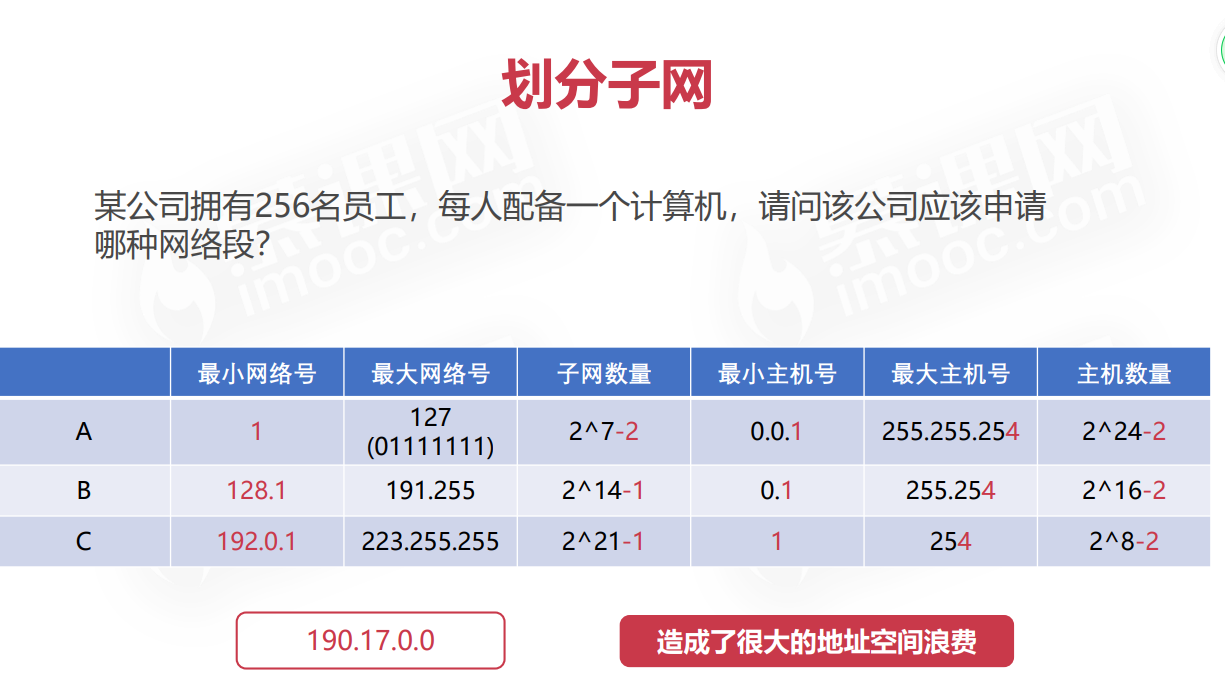 划分子网
某公司拥有256名员工，每人配备一个计算机，请问该公司应该申请
哪种网络段？
最小网络号 最大网络号 子网数量 最小主机号 最大主机号 主机数量
A 1 127 (01111111) 2^7-2 0.0.1 255.255.254 2^24-2
B 128.1 191.255 2^14-1 0.1 255.254 2^16-2
C 192.0.1 223.255.255 2^21-1 1 254 2^8-2
190.17.0.0 造成了很大的地址空间浪费
慕课网
imooc.com
慕课网
imooc.com